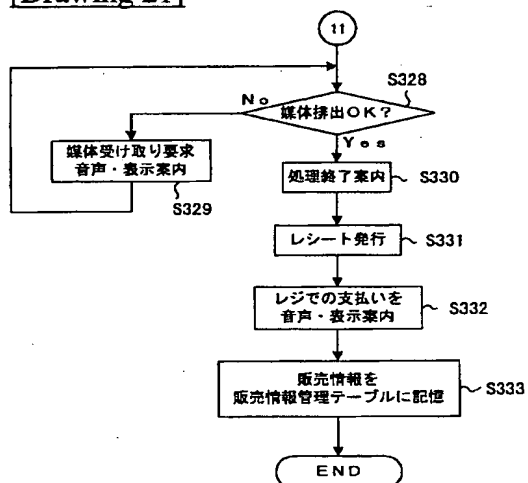 [Drawing 21]
11
S328
No
媒体排出OK?
Yes
媒体受け取り要求
音声・表示案内
S329
処理終了案内
S330
レシート発行
S331
レジでの支払いを
音声・表示案内
S332
販売情報を
販売情報管理テーブルに記憶
S333
END